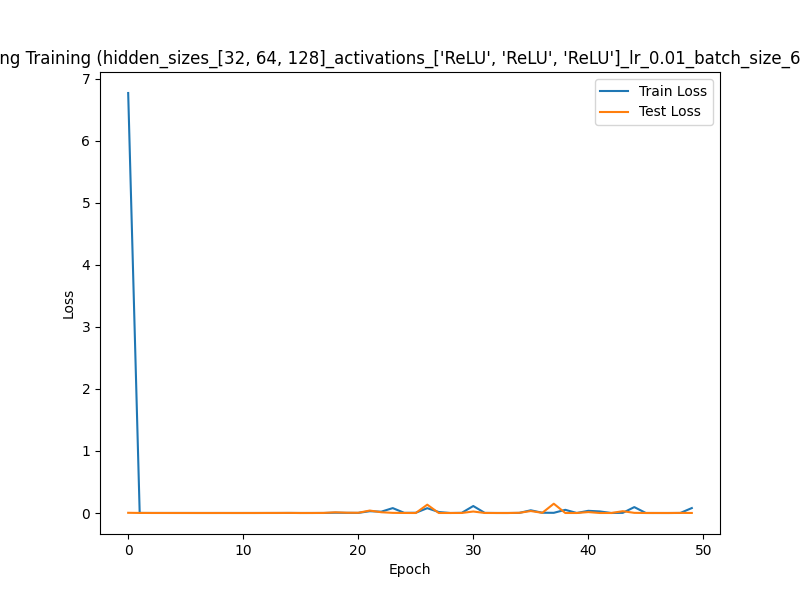 ng Training (hidden_sizes_[32, 64, 128]_activations_['ReLU', 'ReLU', 'ReLU']_lr_0.01_batch_size_6
7
6
5
4
3
2
1
0
Loss
Train Loss
Test Loss
0 10 20 30 40 50
Epoch